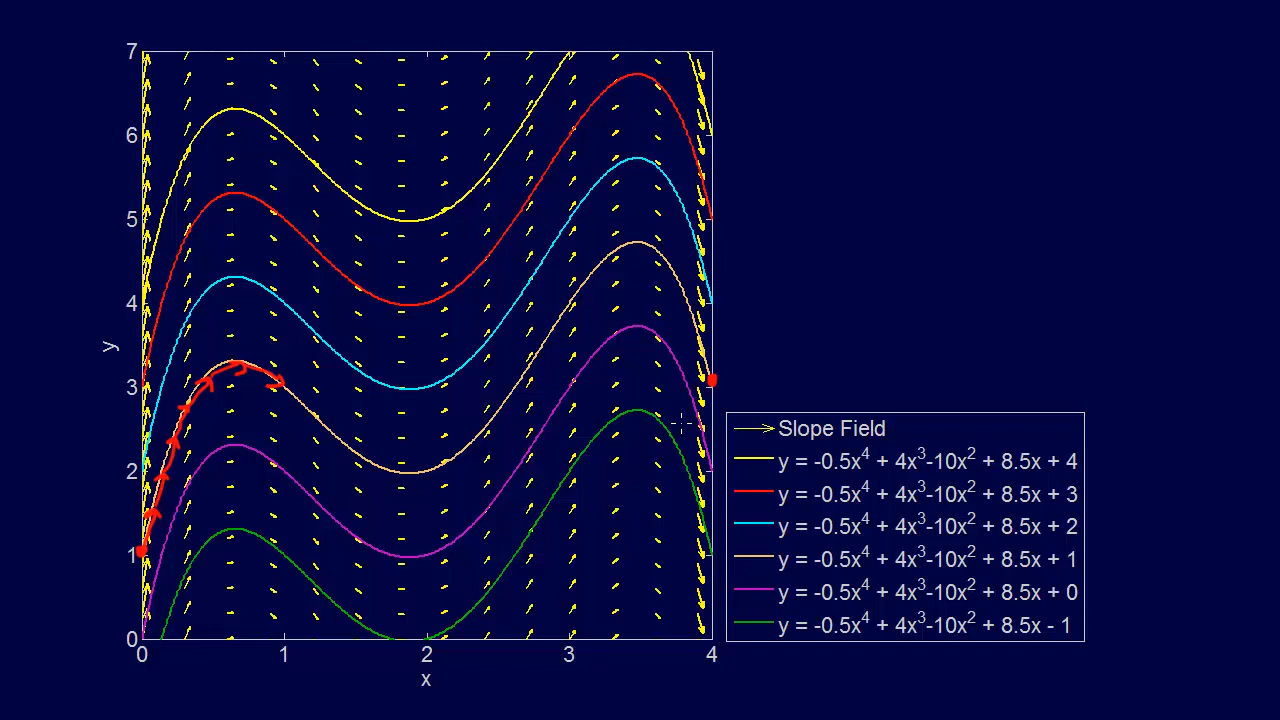 7
6
5
4
3
2
1
0
y
0 1 2 3 4
x
Slope Field
y = -0.5x⁴ + 4x³-10x² + 8.5x + 4
y = -0.5x⁴ + 4x³-10x² + 8.5x + 3
y = -0.5x⁴ + 4x³-10x² + 8.5x + 2
y = -0.5x⁴ + 4x³-10x² + 8.5x + 1
y = -0.5x⁴ + 4x³-10x² + 8.5x + 0
y = -0.5x⁴ + 4x³-10x² + 8.5x - 1